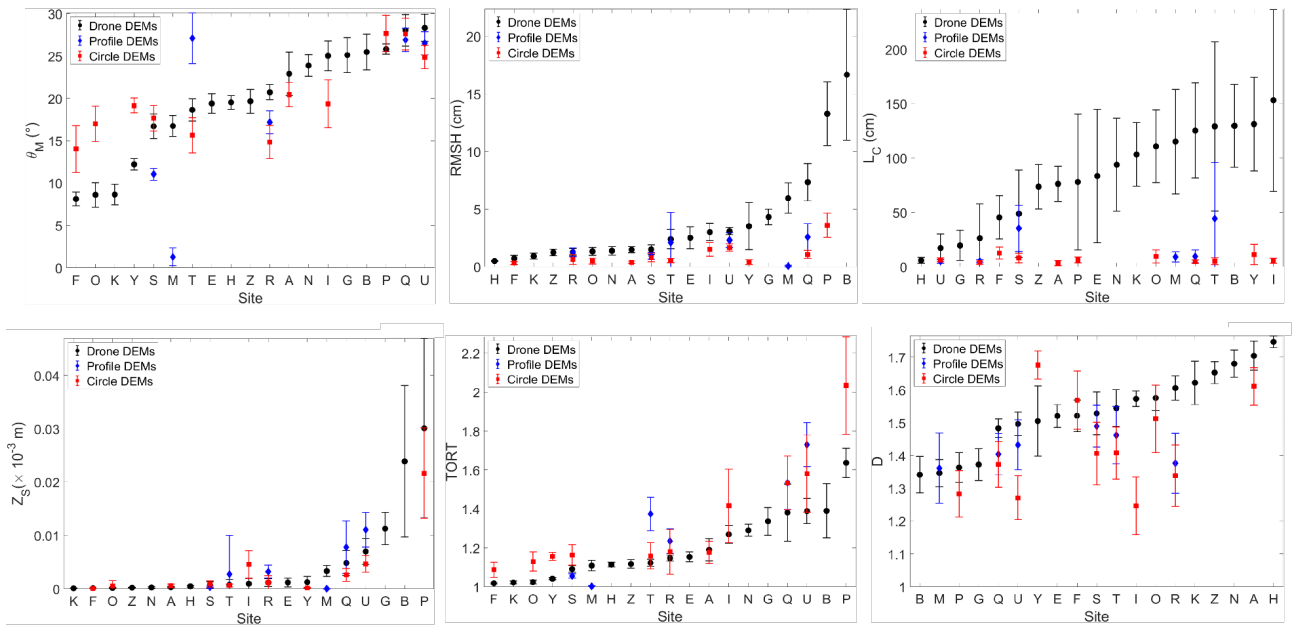 Drone DEMs
Profile DEMs
Circle DEMs
30
25
20
15
10
5
0
θ_M (°)
F O K Y S M T E H Z R A N I G B P Q U
Site
Drone DEMs
Profile DEMs
Circle DEMs
20
15
10
5
0
RMSH (cm)
H F K Z R O N A S T E I U Y G M Q P B
Site
Drone DEMs
Profile DEMs
Circle DEMs
200
150
100
50
0
L_C (cm)
H U G R F S Z A P E N K O M Q T B Y I
Site
Drone DEMs
Profile DEMs
Circle DEMs
0.04
0.03
0.02
0.01
0
Z_S(× 10⁻³ m)
K F O Z N A H S T I R E Y M Q U G B P
Site
Drone DEMs
Profile DEMs
Circle DEMs
2.2
2
1.8
1.6
1.4
1.2
1
TORT
F K O Y S M H Z T R E A I N G Q U B P
Site
Drone DEMs
Profile DEMs
Circle DEMs
1.7
1.6
1.5
1.4
1.3
1.2
1.1
1
D
B M P G Q U Y E F S T I O R K Z N A H
Site